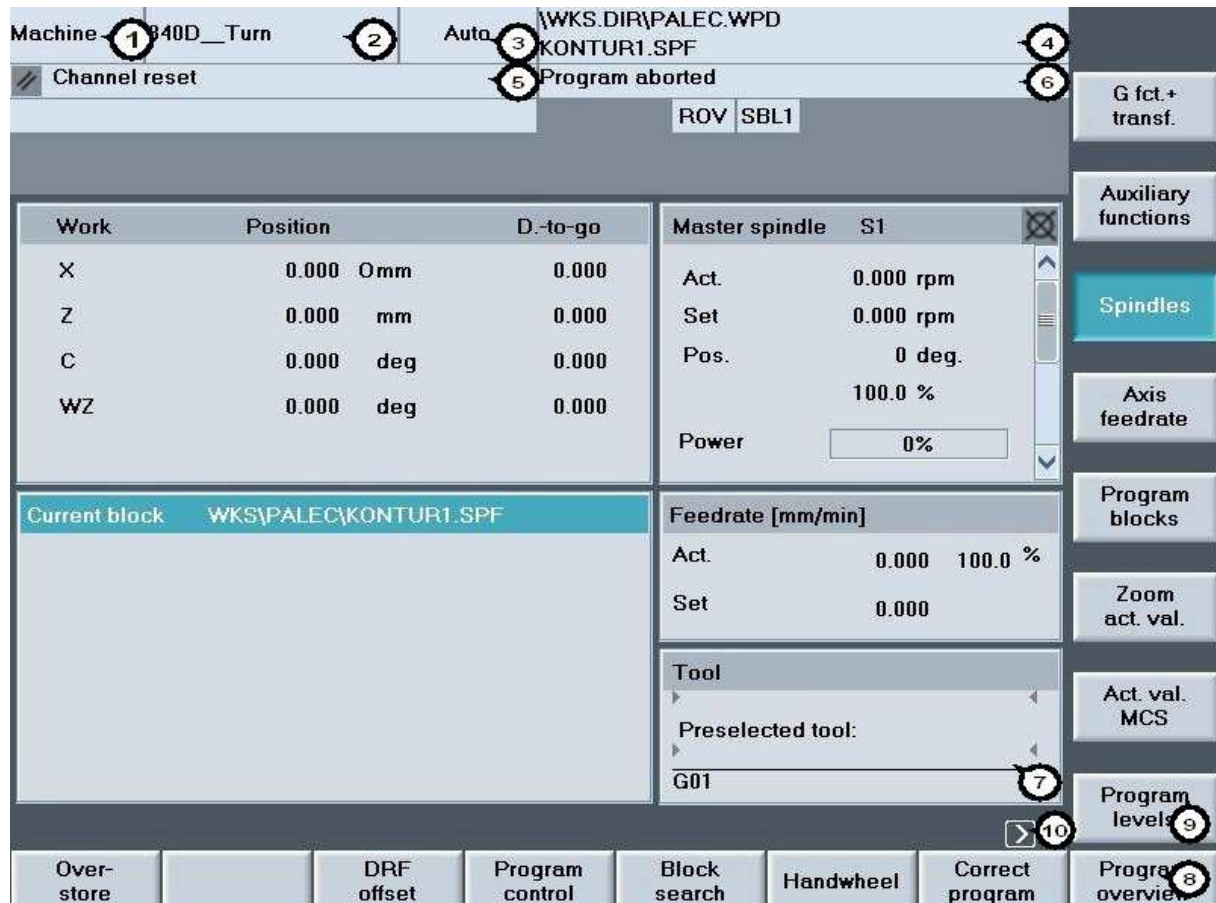 Machine 1 840D__Turn 2 Auto 3 \WKS.DIR\PALEC.WPD
KONTUR1.SPF 4
Channel reset 5 Program aborted 6
ROV SBL1
Work Position D.-to-go
X 0.000 0mm 0.000
Z 0.000 mm 0.000
C 0.000 deg 0.000
WZ 0.000 deg 0.000
Master spindle S1
Act. 0.000 rpm
Set 0.000 rpm
Pos. 0 deg.
100.0 %
Power 0%
Current block WKS\PALEC\KONTUR1.SPF
Feedrate [mm/min]
Act. 0.000 100.0 %
Set 0.000
Tool
Preselected tool:
G01 7
10
G fct.+
transf.
Auxiliary
functions
Spindles
Axis
feedrate
Program
blocks
Zoom
act. val.
Act. val.
MCS
Program
levels 9
Over-
store
DRF
offset
Program
control
Block
search
Handwheel
Correct
program
Program 8
overview